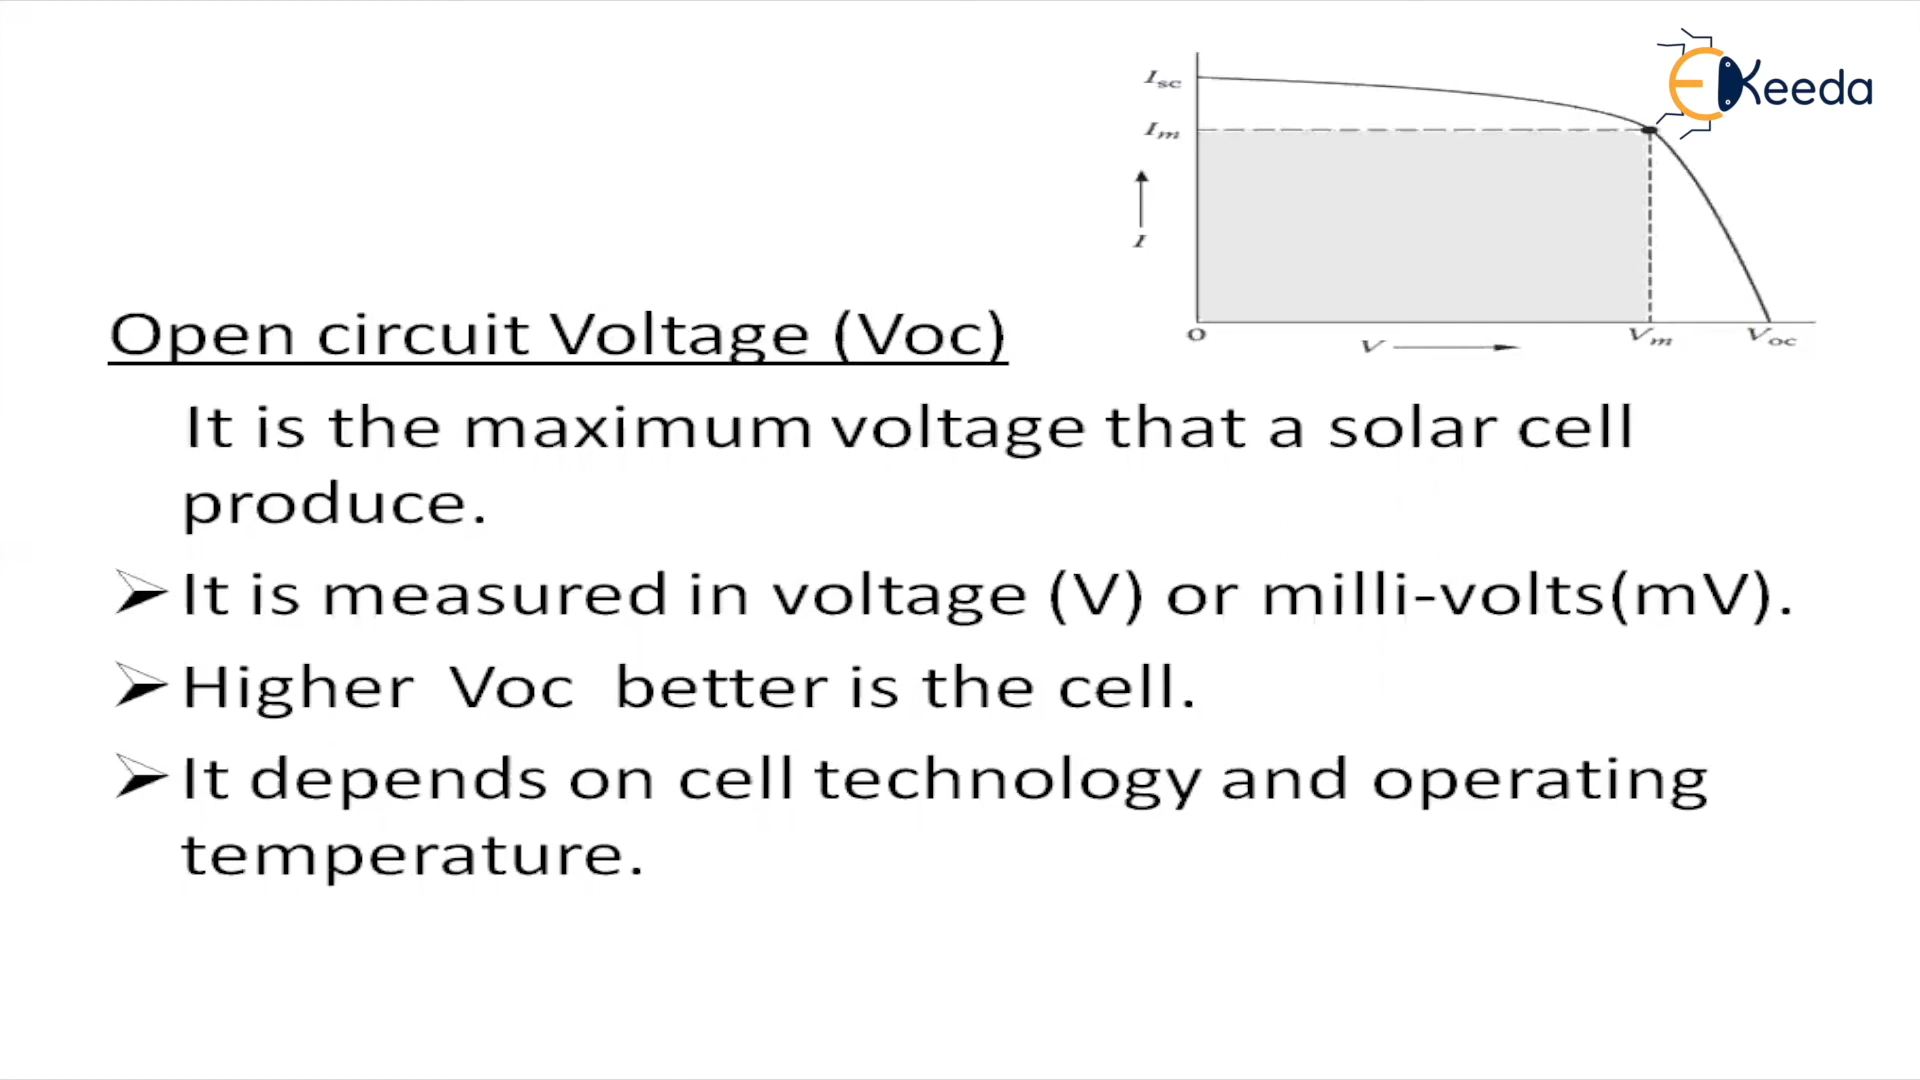 EKeeda
Isc
Im
I
O
V
Vm
Voc
Open circuit Voltage (Voc)
It is the maximum voltage that a solar cell
produce.
➢It is measured in voltage (V) or milli-volts(mV).
➢Higher Voc better is the cell.
➢It depends on cell technology and operating
temperature.